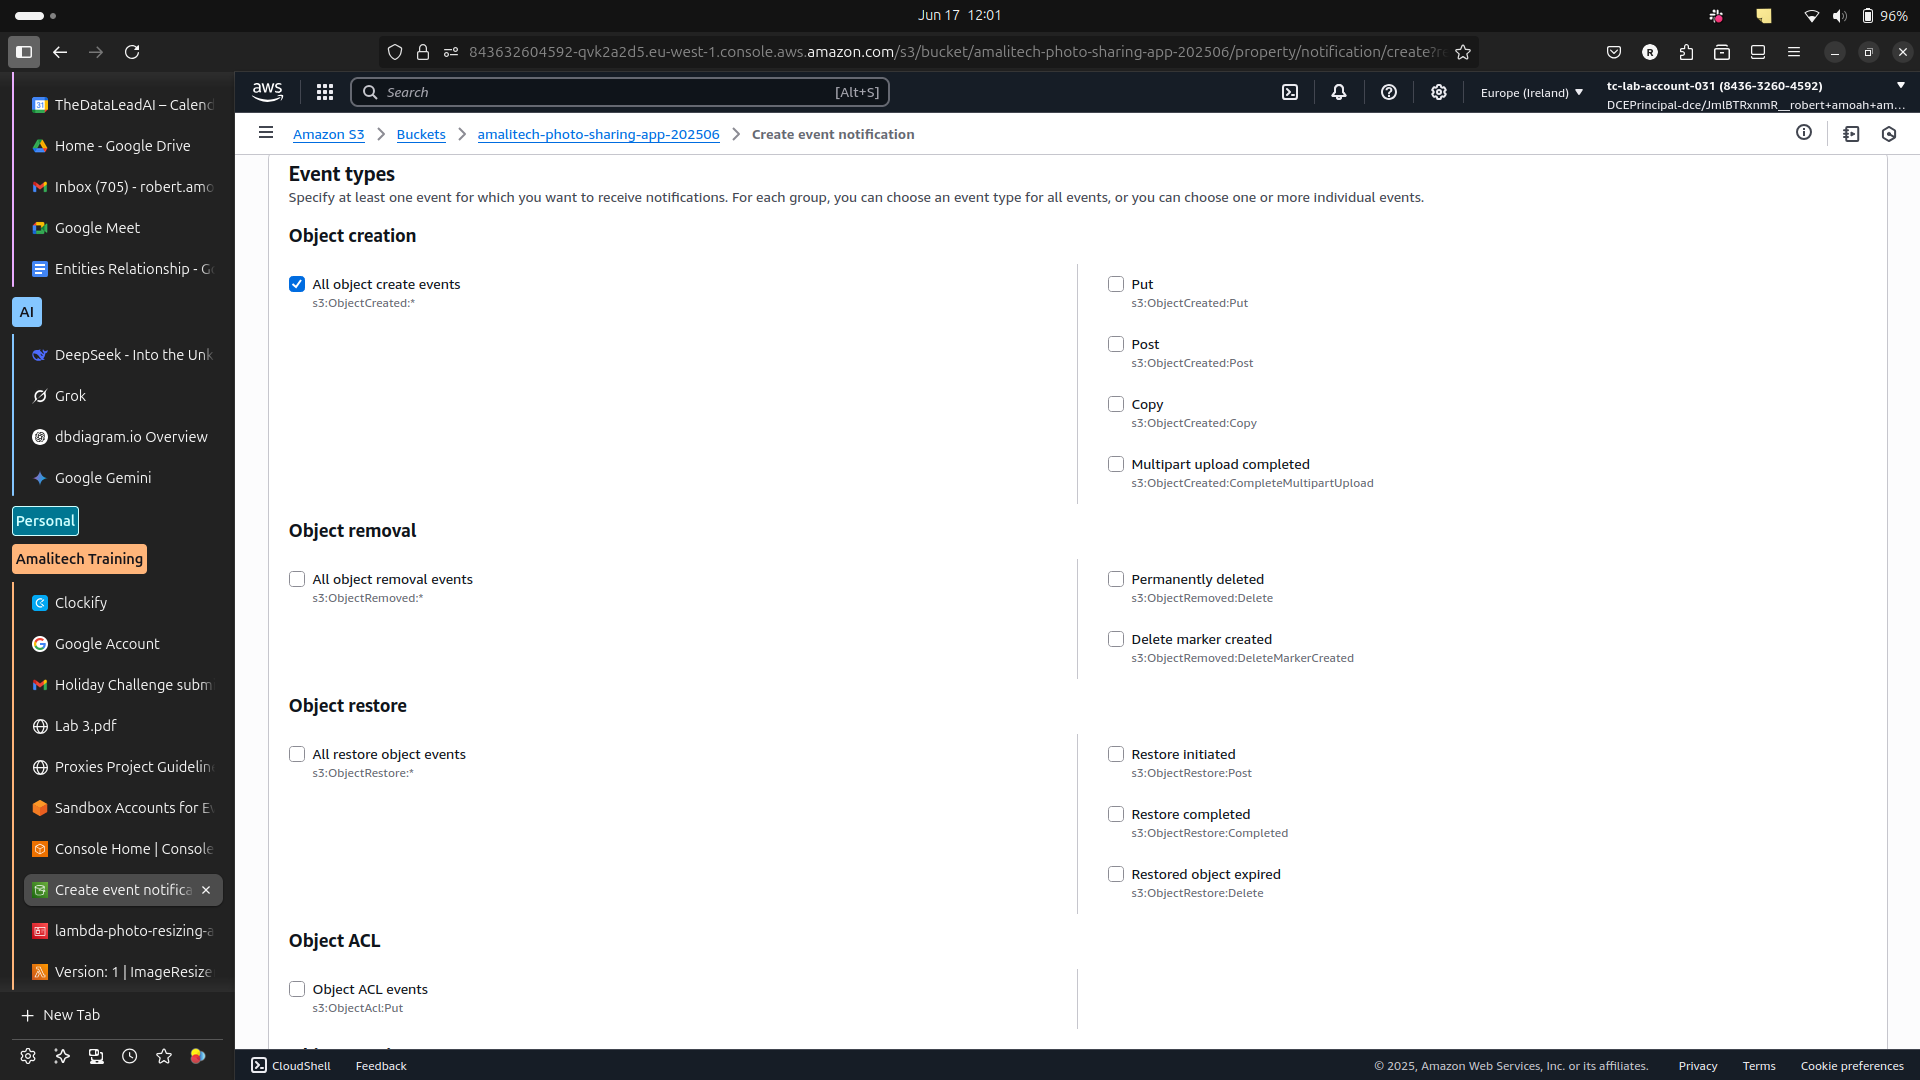 Jun 17 12:01
96%
843632604592-qvk2a2d5.eu-west-1.console.aws.amazon.com/s3/bucket/amalitech-photo-sharing-app-202506/property/notification/create?r
TheDataLeadAI – Calend
Home - Google Drive
Inbox (705) - robert.amo
Google Meet
Entities Relationship - Go
AI
DeepSeek - Into the Unk
Grok
dbdiagram.io Overview
Google Gemini
Personal
Amalitech Training
Clockify
Google Account
Holiday Challenge subm
Lab 3.pdf
Proxies Project Guideline
Sandbox Accounts for Ev
Console Home | Console
Create event notifica
lambda-photo-resizing-a
Version: 1 | ImageResize
New Tab
aws
Search
[Alt+S]
Europe (Ireland)
tc-lab-account-031 (8436-3260-4592)
DCEPrincipal-dce/JmlBTRxnmR__robert+amoah+am...
Amazon S3
Buckets
amalitech-photo-sharing-app-202506
Create event notification
Event types
Specify at least one event for which you want to receive notifications. For each group, you can choose an event type for all events, or you can choose one or more individual events.
Object creation
All object create events
s3:ObjectCreated:*
Put
s3:ObjectCreated:Put
Post
s3:ObjectCreated:Post
Copy
s3:ObjectCreated:Copy
Multipart upload completed
s3:ObjectCreated:CompleteMultipartUpload
Object removal
All object removal events
s3:ObjectRemoved:*
Permanently deleted
s3:ObjectRemoved:Delete
Delete marker created
s3:ObjectRemoved:DeleteMarkerCreated
Object restore
All restore object events
s3:ObjectRestore:*
Restore initiated
s3:ObjectRestore:Post
Restore completed
s3:ObjectRestore:Completed
Restored object expired
s3:ObjectRestore:Delete
Object ACL
Object ACL events
s3:ObjectAcl:Put
CloudShell
Feedback
© 2025, Amazon Web Services, Inc. or its affiliates.
Privacy
Terms
Cookie preferences